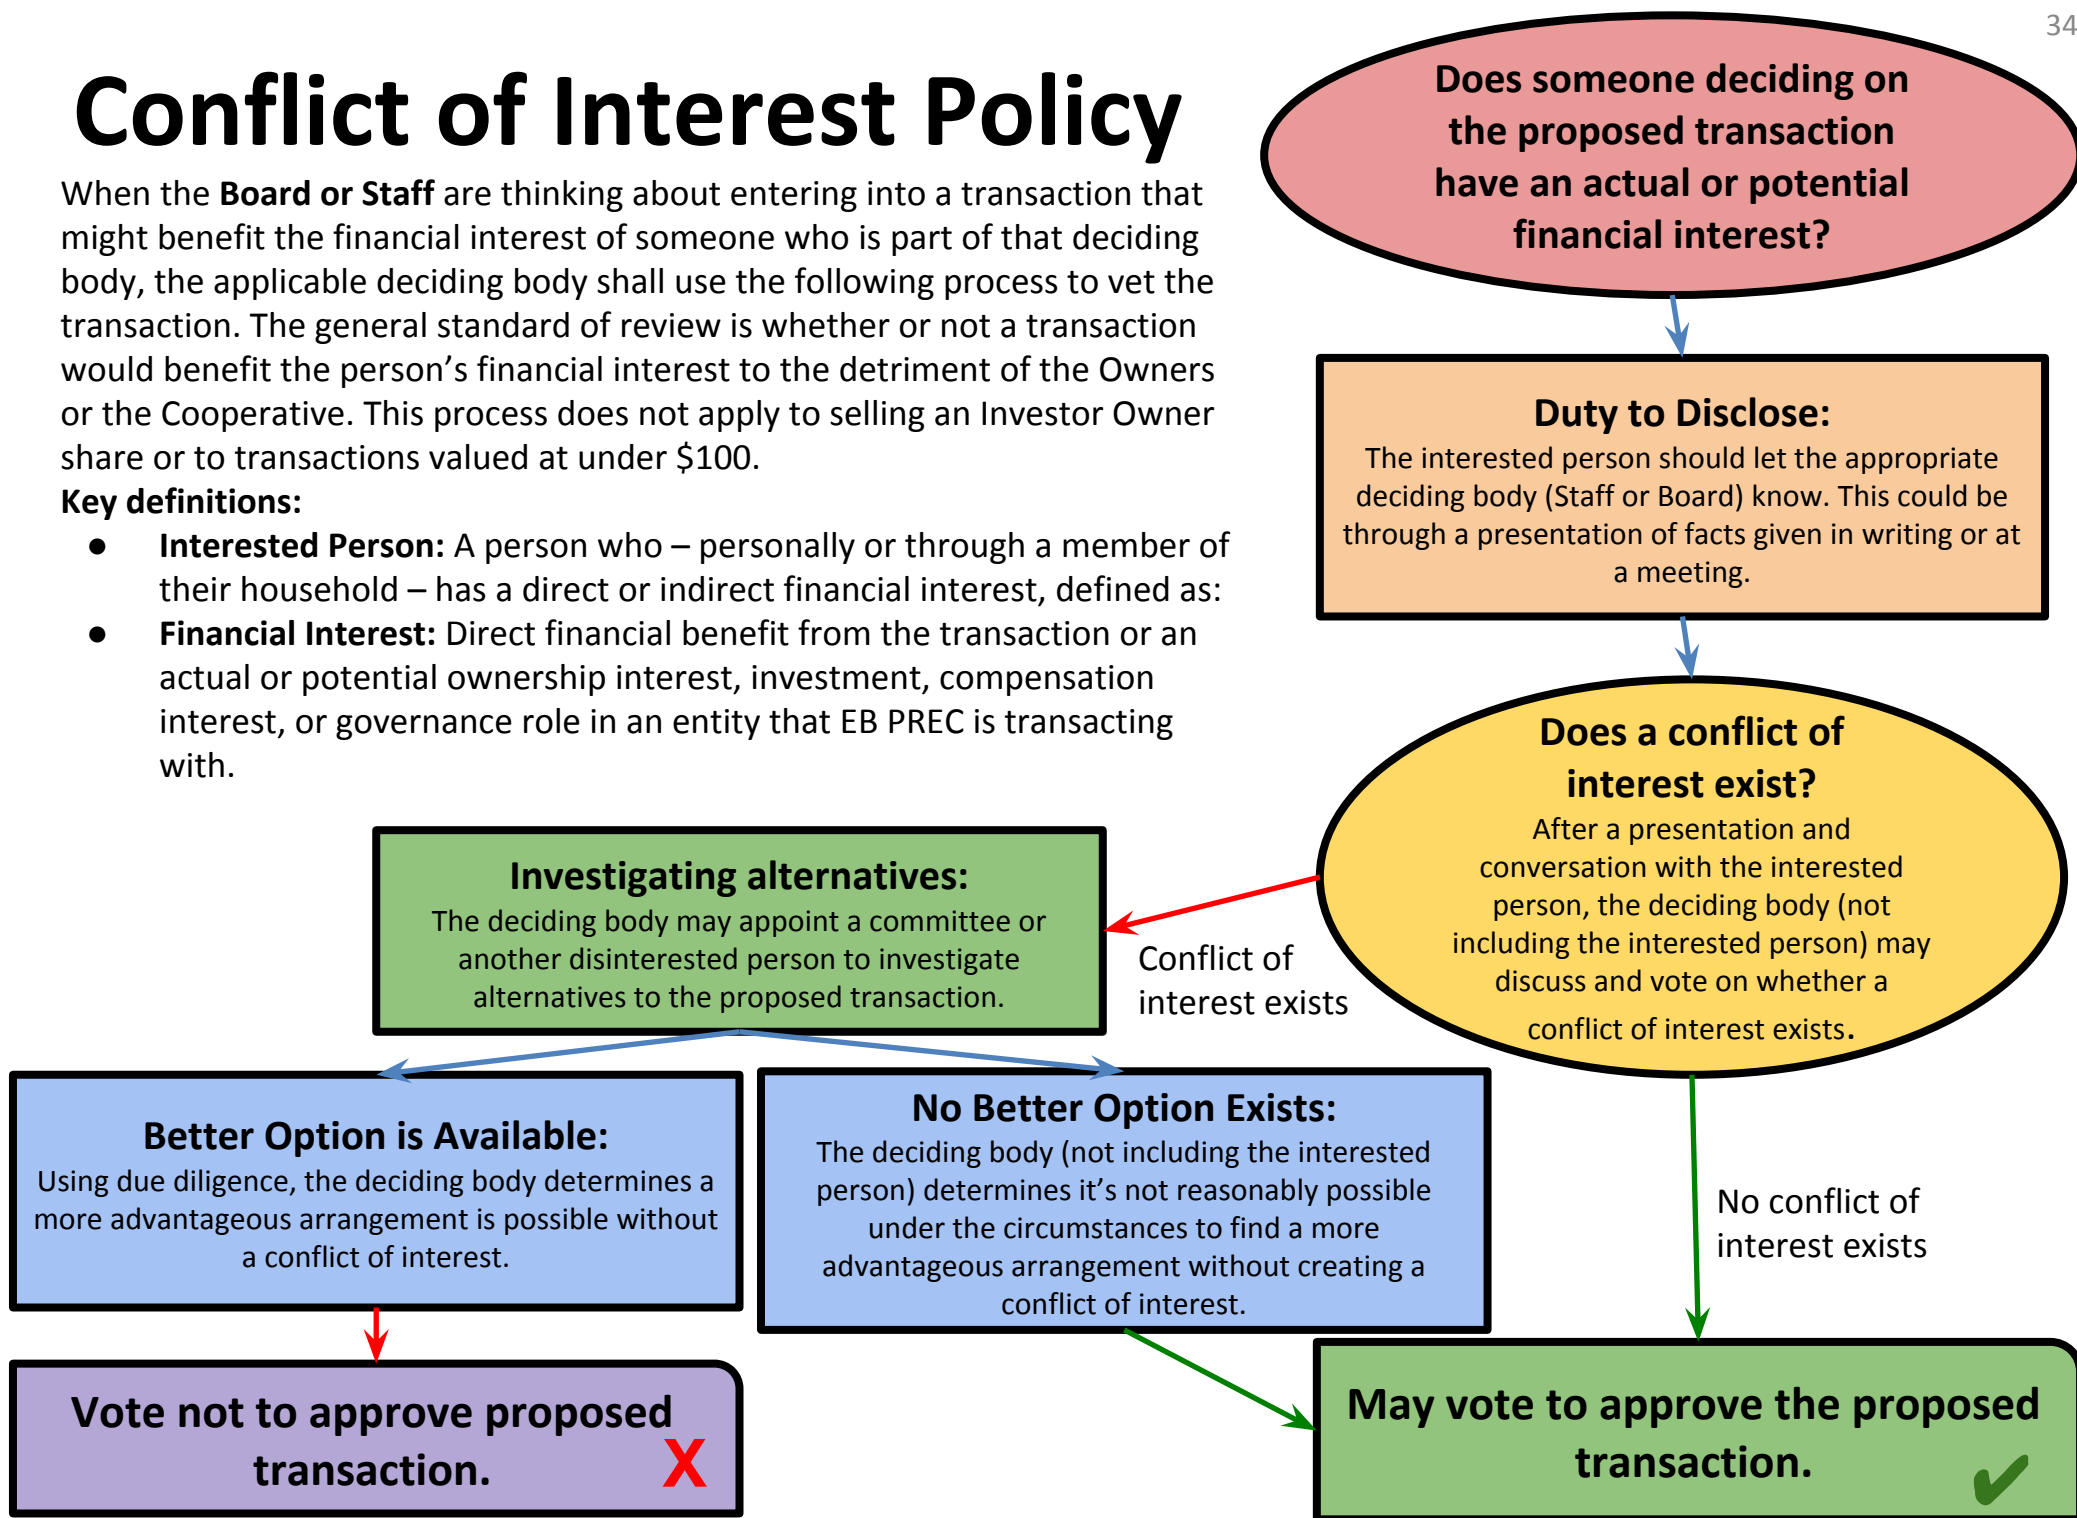 34
Conflict of Interest Policy
When the Board or Staff are thinking about entering into a transaction that
might benefit the financial interest of someone who is part of that deciding
body, the applicable deciding body shall use the following process to vet the
transaction. The general standard of review is whether or not a transaction
would benefit the person’s financial interest to the detriment of the Owners
or the Cooperative. This process does not apply to selling an Investor Owner
share or to transactions valued at under $100.
Key definitions:
● Interested Person: A person who – personally or through a member of
their household – has a direct or indirect financial interest, defined as:
● Financial Interest: Direct financial benefit from the transaction or an
actual or potential ownership interest, investment, compensation
interest, or governance role in an entity that EB PREC is transacting
with.
Does someone deciding on
the proposed transaction
have an actual or potential
financial interest?
Duty to Disclose:
The interested person should let the appropriate
deciding body (Staff or Board) know. This could be
through a presentation of facts given in writing or at
a meeting.
Does a conflict of
interest exist?
After a presentation and
conversation with the interested
person, the deciding body (not
including the interested person) may
discuss and vote on whether a
conflict of interest exists.
Conflict of
interest exists
Investigating alternatives:
The deciding body may appoint a committee or
another disinterested person to investigate
alternatives to the proposed transaction.
Better Option is Available:
Using due diligence, the deciding body determines a
more advantageous arrangement is possible without
a conflict of interest.
No Better Option Exists:
The deciding body (not including the interested
person) determines it’s not reasonably possible
under the circumstances to find a more
advantageous arrangement without creating a
conflict of interest.
No conflict of
interest exists
Vote not to approve proposed
transaction.
X
May vote to approve the proposed
transaction.
✔